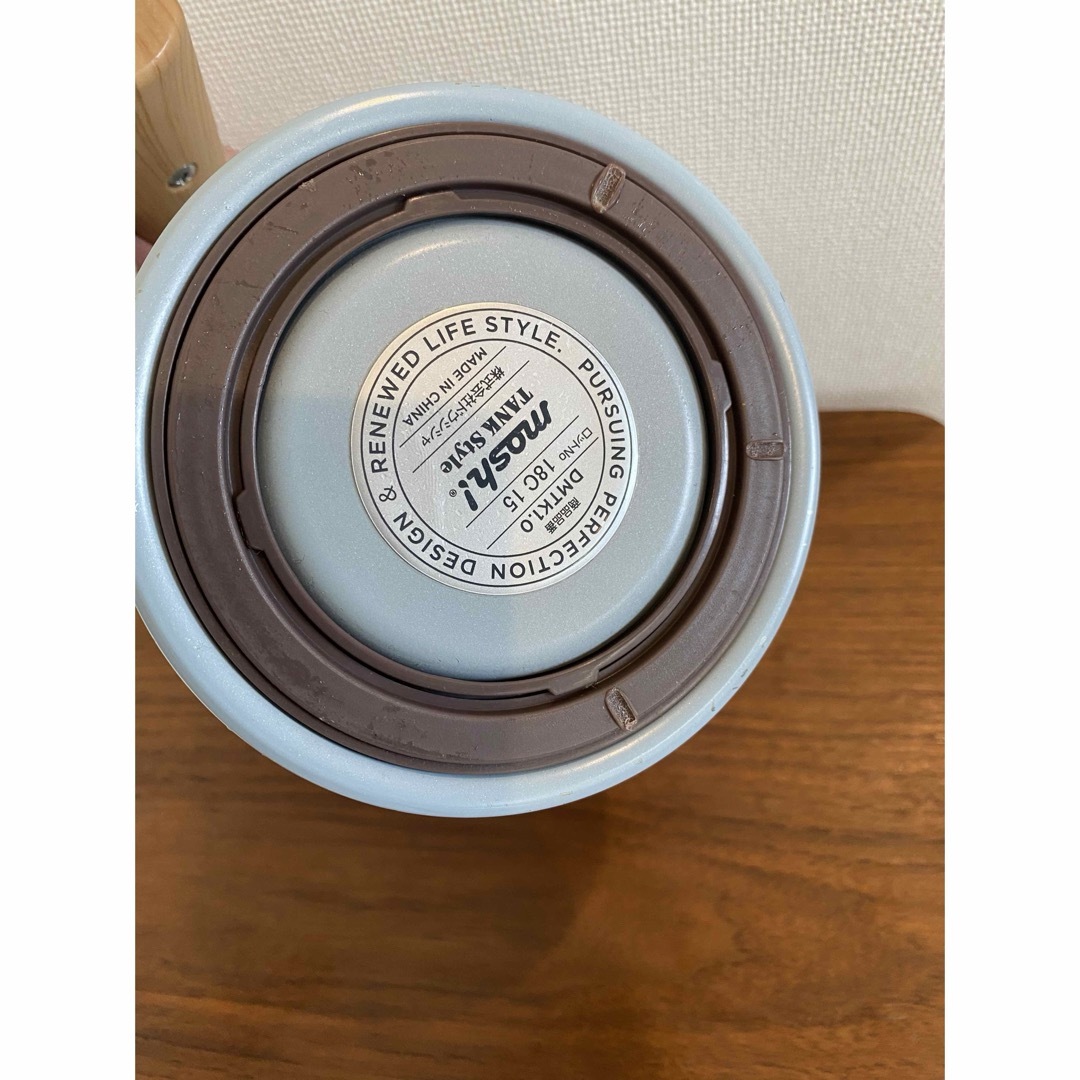 PURSUING PERFECTION DESIGN & RENEWED LIFE STYLE.
商品品番 DMTK1.0
ロットNo 18C 15
mosh!®
TANK Style
株式会社ドウシシャ
MADE IN CHINA